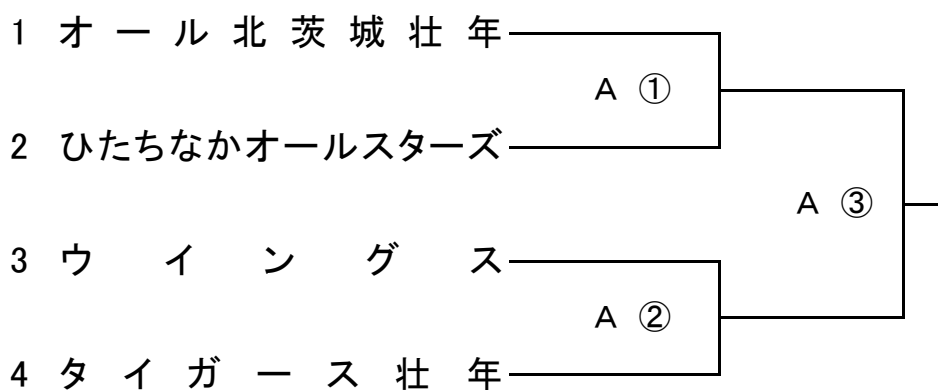 1 オール北茨城壮年
A ①
2 ひたちなかオールスターズ
A ③
3 ウイングス
A ②
4 タイガース壮年